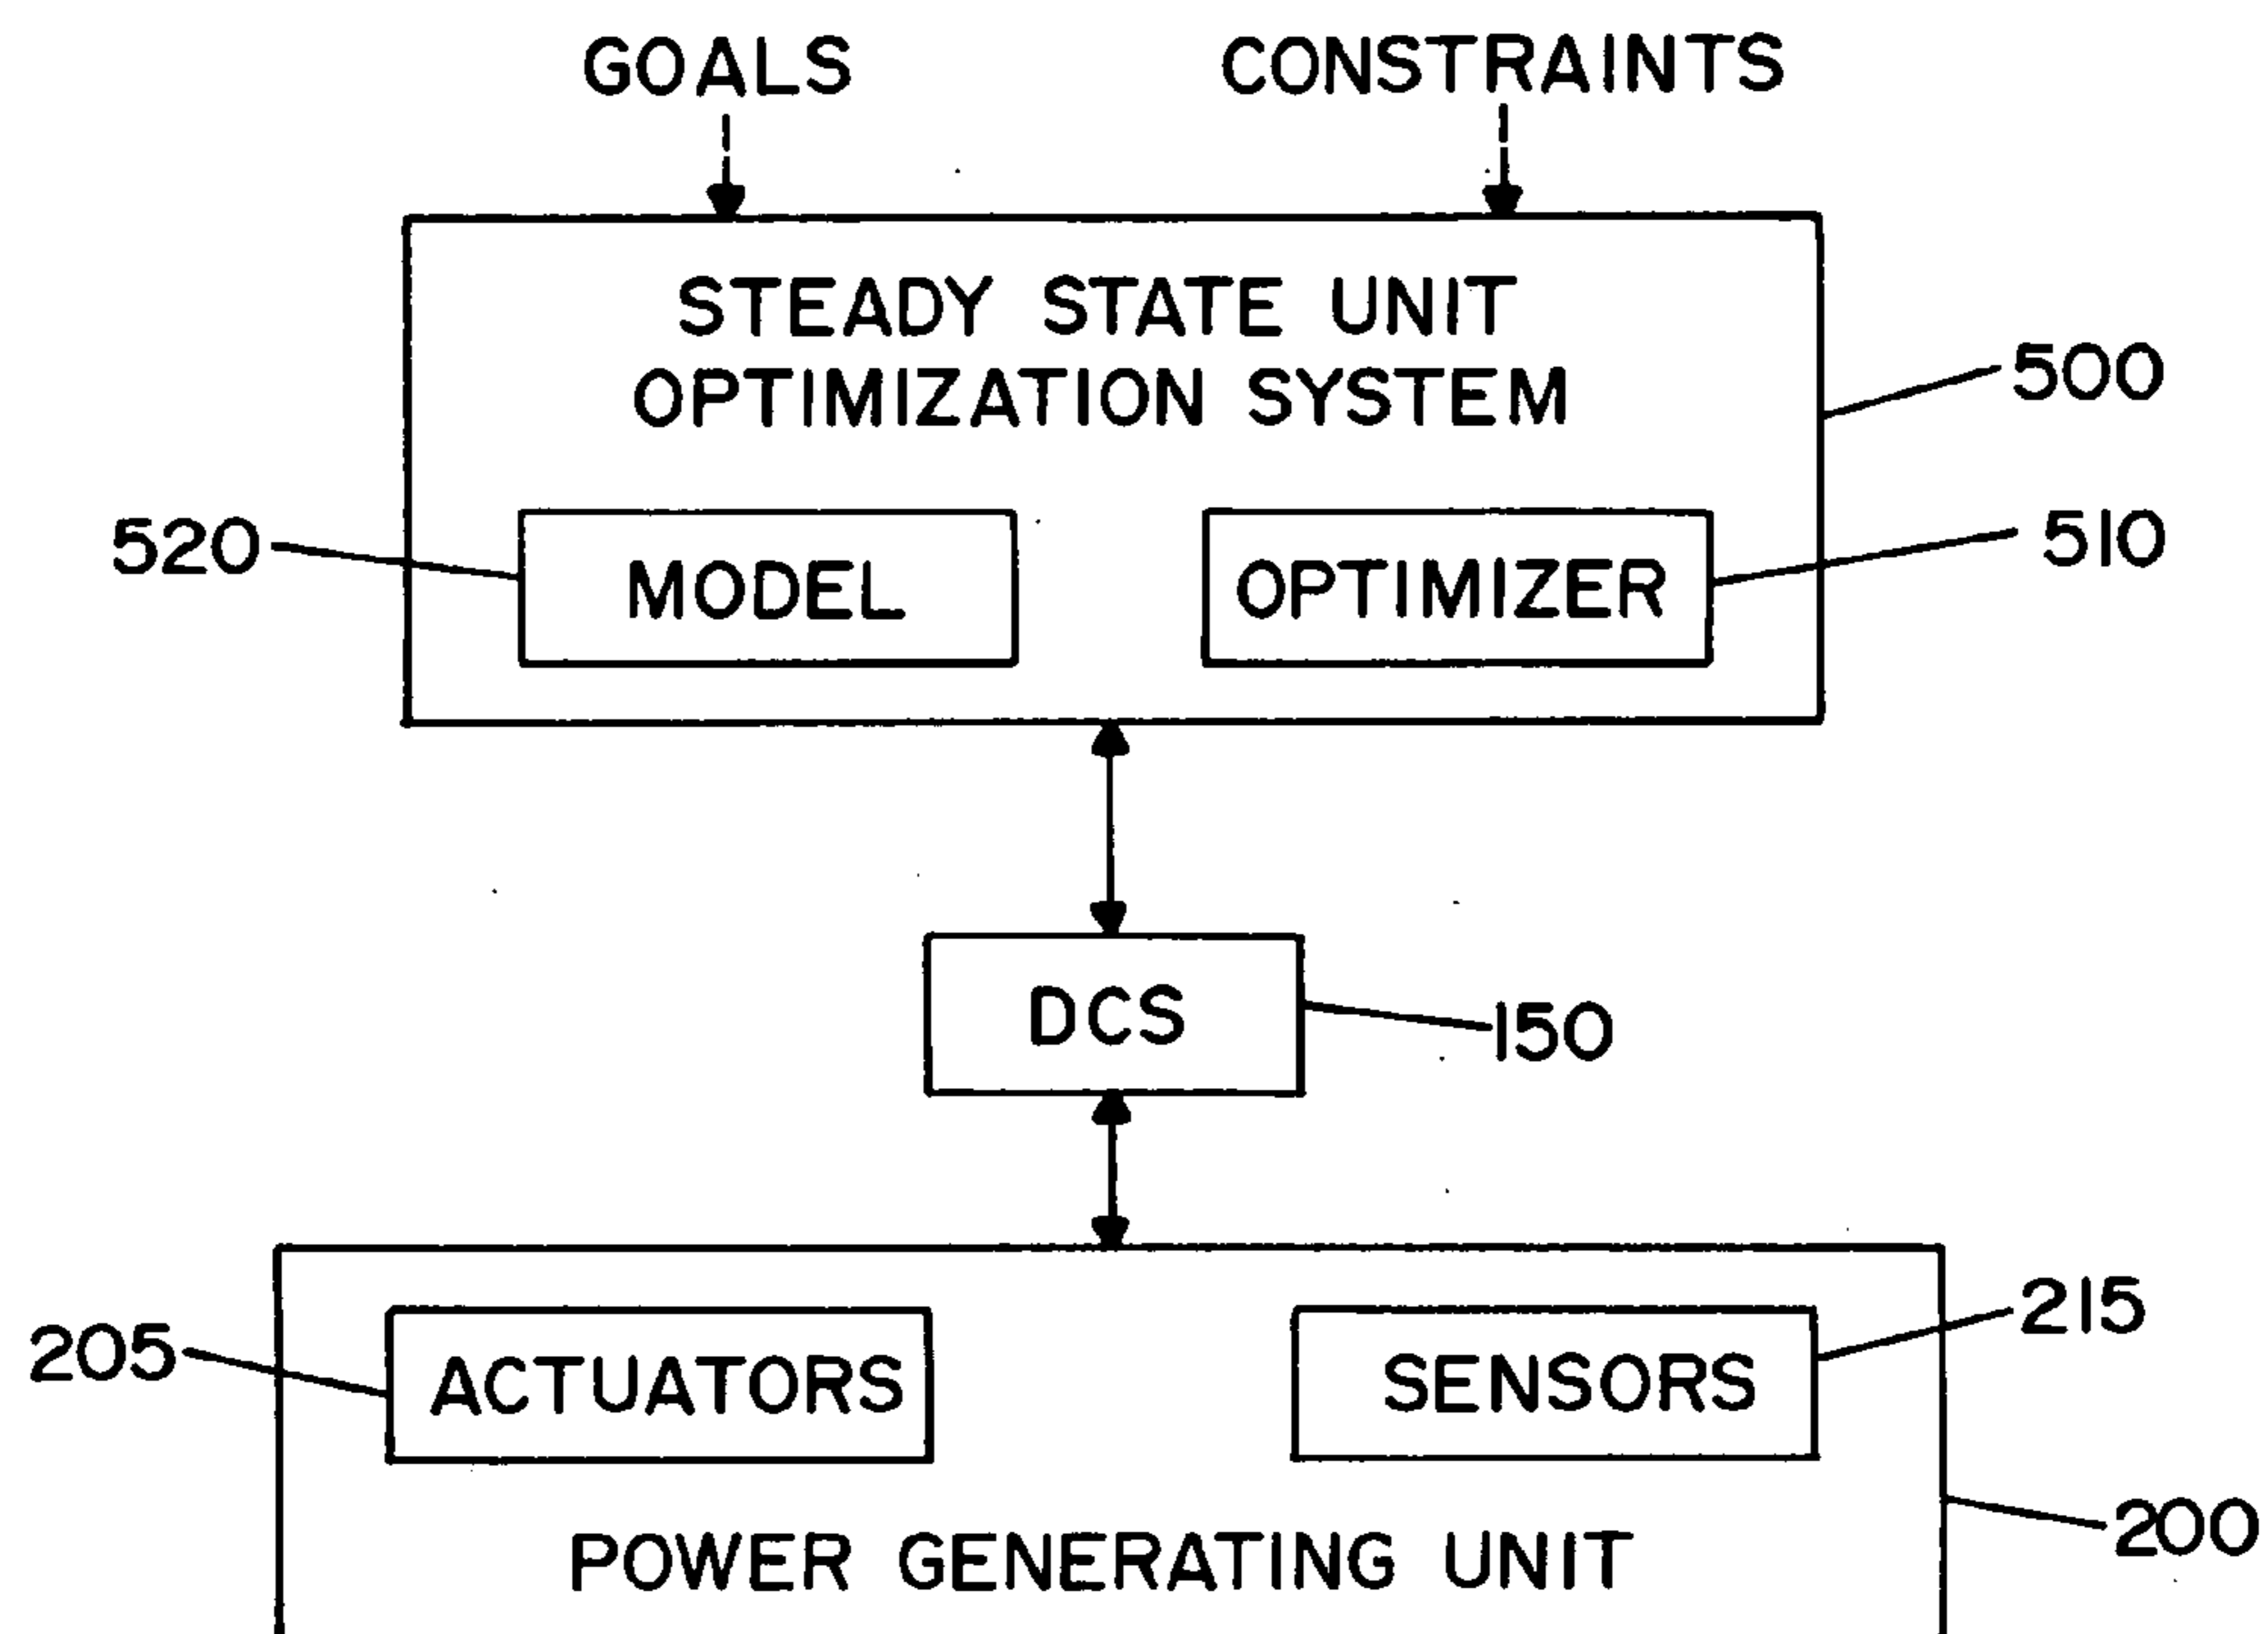 GOALS
CONSTRAINTS
STEADY STATE UNIT
OPTIMIZATION SYSTEM
500
520
MODEL
OPTIMIZER
510
DCS
150
205
ACTUATORS
SENSORS
215
POWER GENERATING UNIT
200